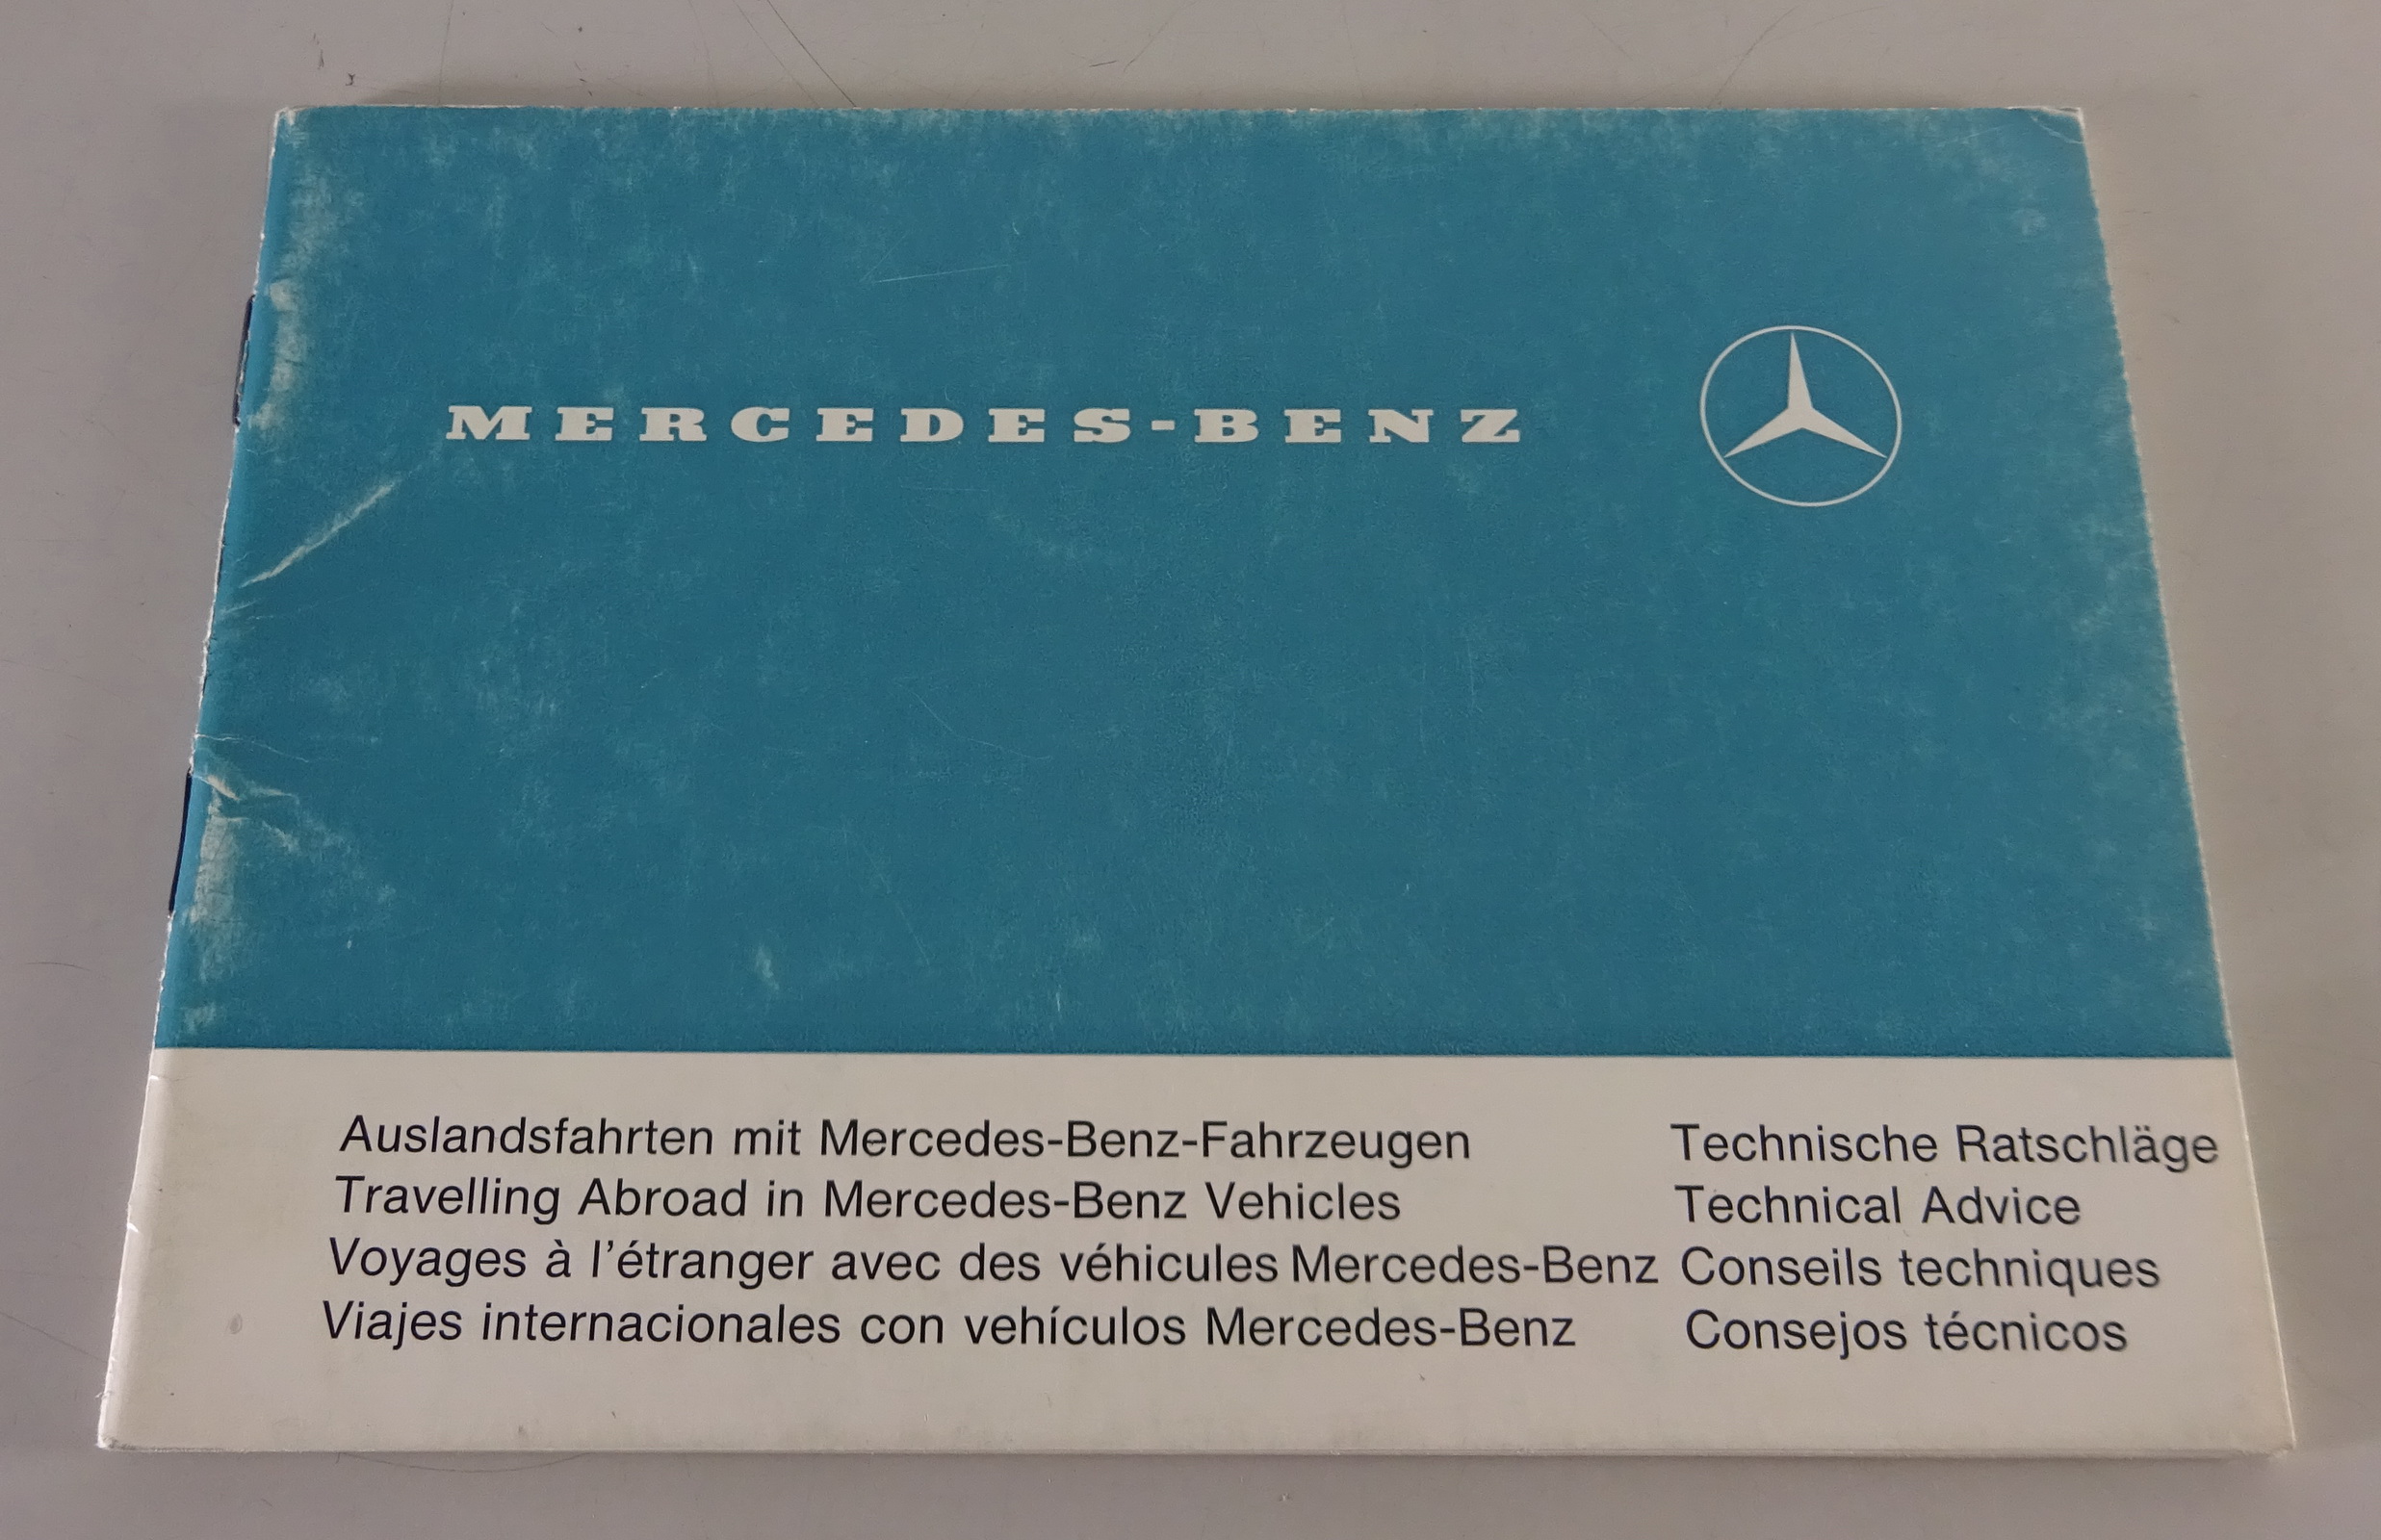 MERCEDES-BENZ
Auslandsfahrten mit Mercedes-Benz-Fahrzeugen Technische Ratschläge
Travelling Abroad in Mercedes-Benz Vehicles Technical Advice
Voyages à l'étranger avec des véhicules Mercedes-Benz Conseils techniques
Viajes internacionales con vehículos Mercedes-Benz Consejos técnicos